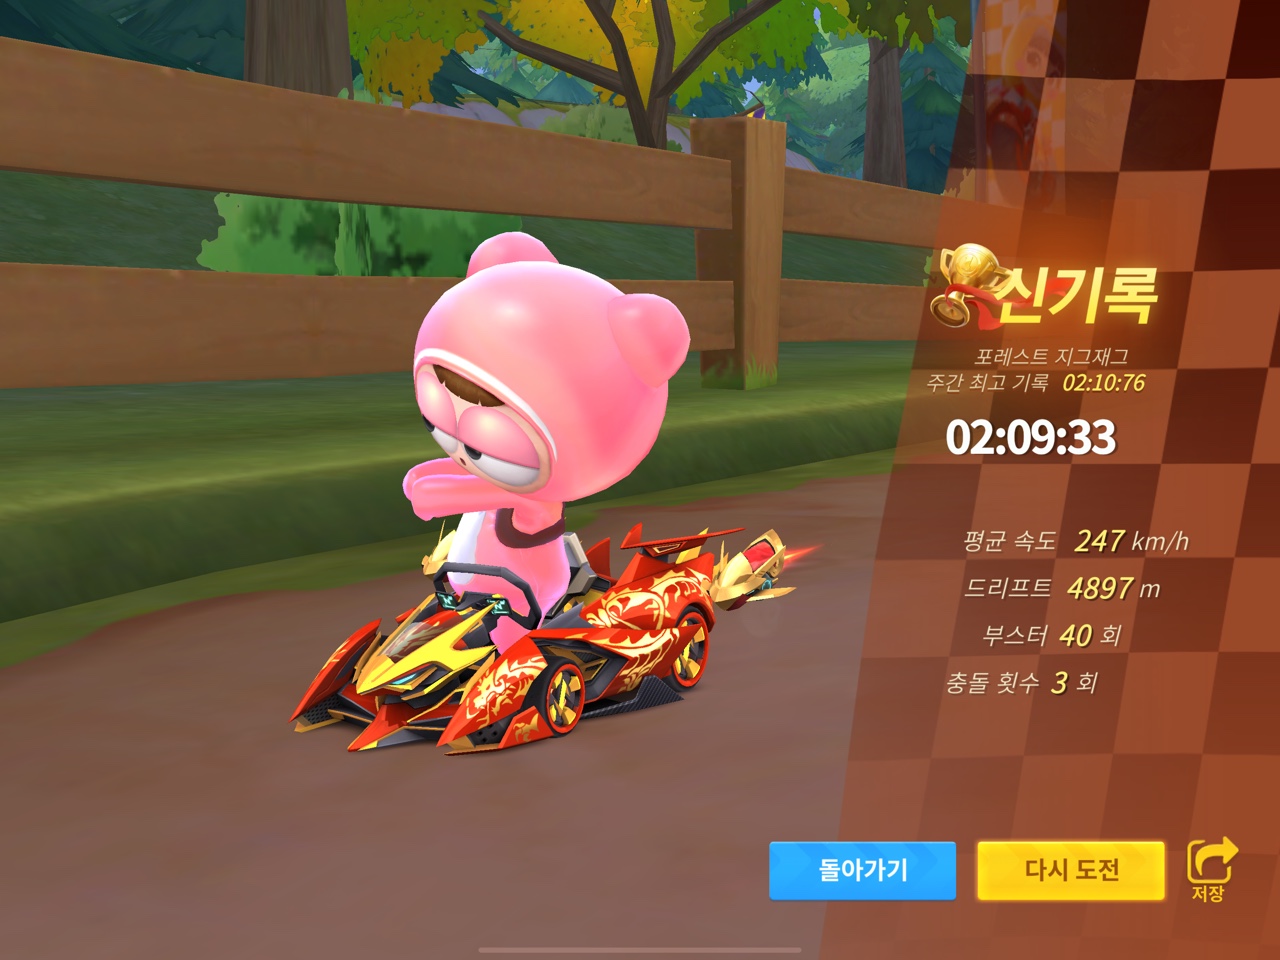 신기록
포레스트 지그재그
주간 최고 기록 02:10:76
02:09:33
평균 속도 247 km/h
드리프트 4897 m
부스터 40 회
충돌 횟수 3 회
돌아가기
다시 도전
저장